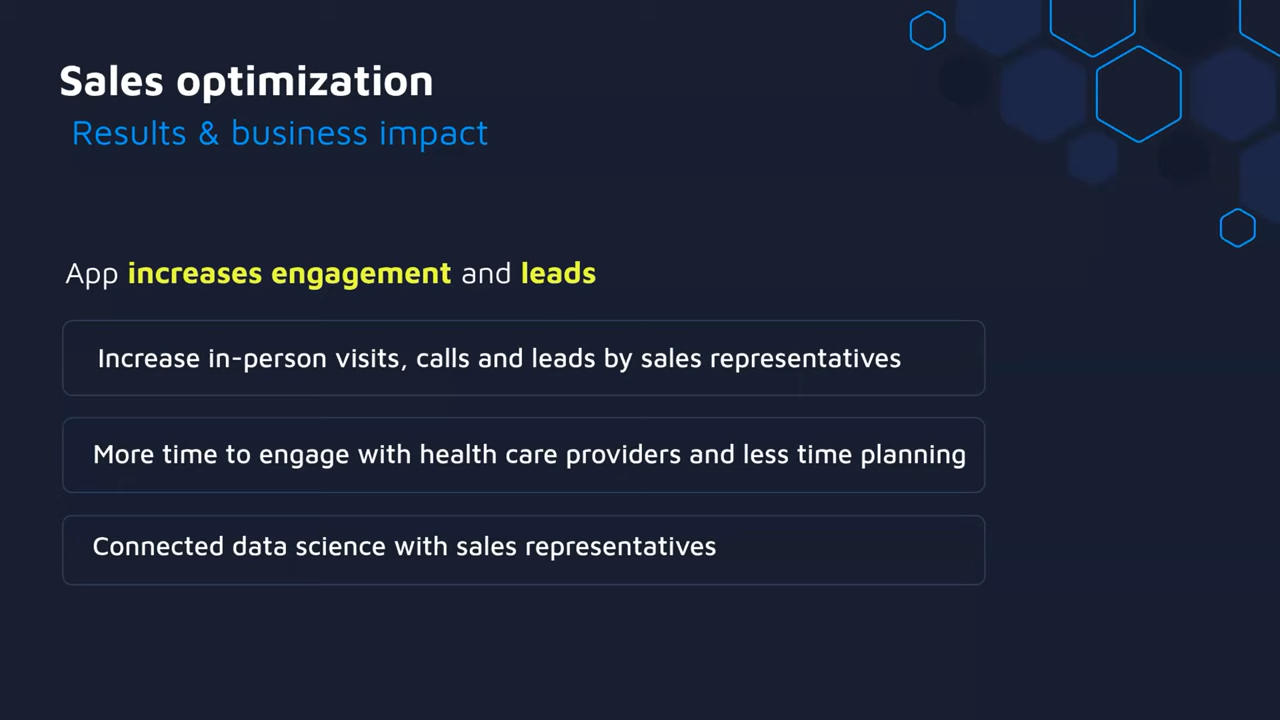 Sales optimization
Results & business impact
App increases engagement and leads
Increase in-person visits, calls and leads by sales representatives
More time to engage with health care providers and less time planning
Connected data science with sales representatives